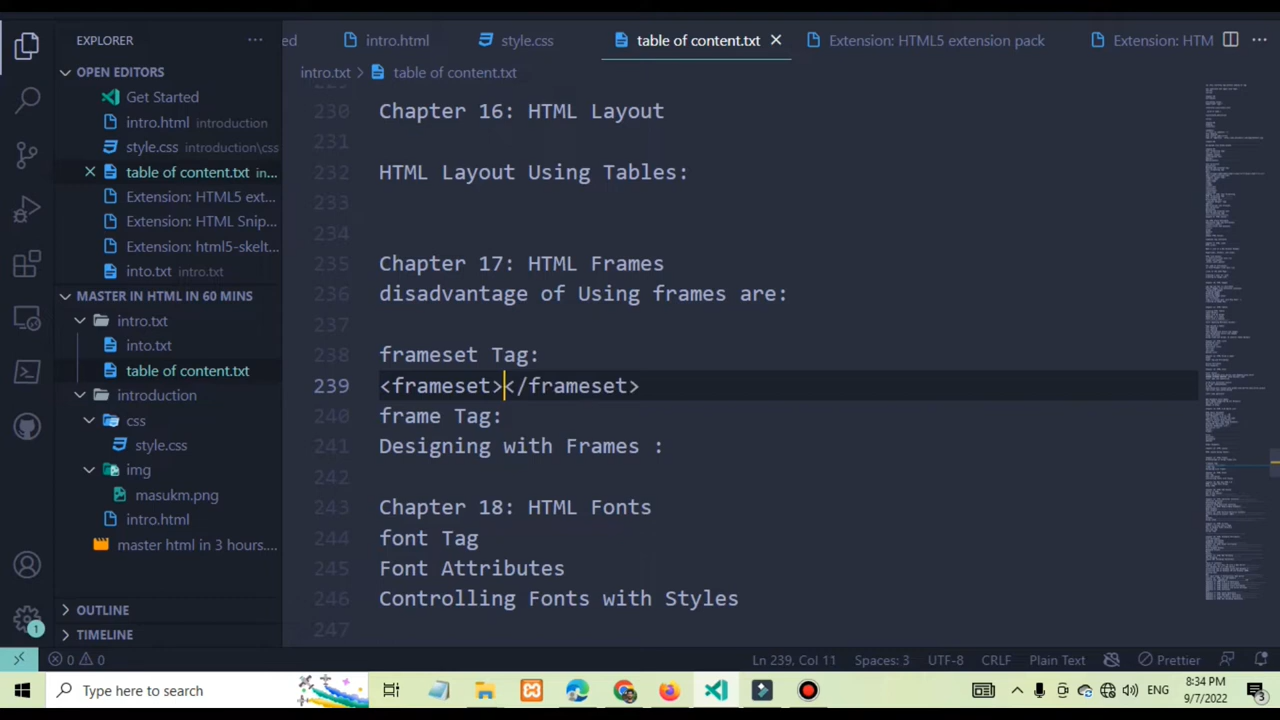 EXPLORER
ed
intro.html
style.css
table of content.txt
Extension: HTML5 extension pack
Extension: HTM
OPEN EDITORS
intro.txt
table of content.txt
Get Started
intro.html introduction
style.css introduction\css
table of content.txt in...
Extension: HTML5 ext...
Extension: HTML Snip...
Extension: html5-skelt...
into.txt intro.txt
MASTER IN HTML IN 60 MINS
intro.txt
into.txt
table of content.txt
introduction
css
style.css
img
masukm.png
intro.html
master html in 3 hours....
OUTLINE
TIMELINE
230 Chapter 16: HTML Layout
231
232 HTML Layout Using Tables:
233
234
235 Chapter 17: HTML Frames
236 disadvantage of Using frames are:
237
238 frameset Tag:
239 <frameset></frameset>
240 frame Tag:
241 Designing with Frames :
242
243 Chapter 18: HTML Fonts
244 font Tag
245 Font Attributes
246 Controlling Fonts with Styles
247
1
0 0
Ln 239, Col 11
Spaces: 3
UTF-8
CRLF
Plain Text
Prettier
Type here to search
ENG
8:34 PM
9/7/2022
3